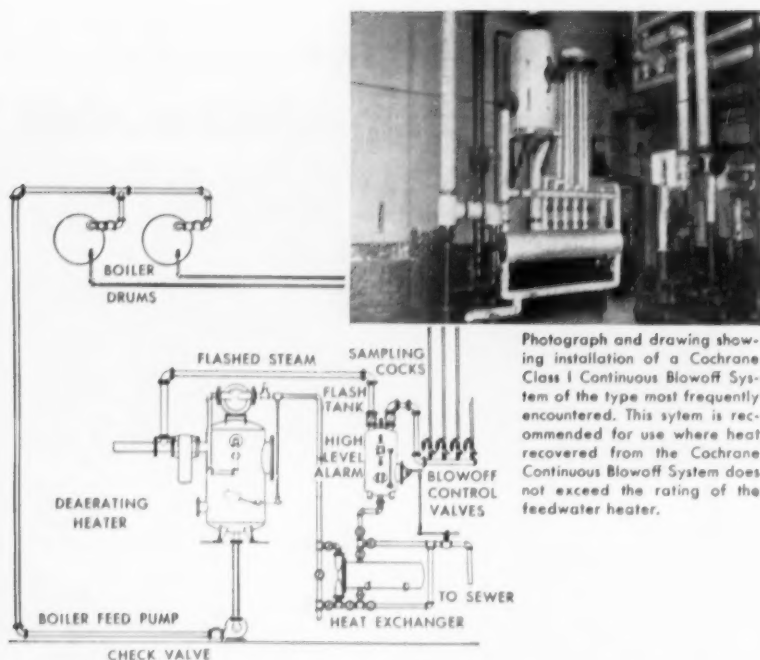 BOILER
DRUMS
FLASHED STEAM
SAMPLING
COCKS
FLASH
TANK
HIGH
LEVEL
ALARM
BLOWOFF
CONTROL
VALVES
DEAERATING
HEATER
TO SEWER
HEAT EXCHANGER
BOILER FEED PUMP
CHECK VALVE
Photograph and drawing show-
ing installation of a Cochrane
Class I Continuous Blowoff Sys-
tem of the type most frequently
encountered. This sytem is rec-
ommended for use where heat
recovered from the Cochrane
Continuous Blowoff System does
not exceed the rating of the
feedwater heater.